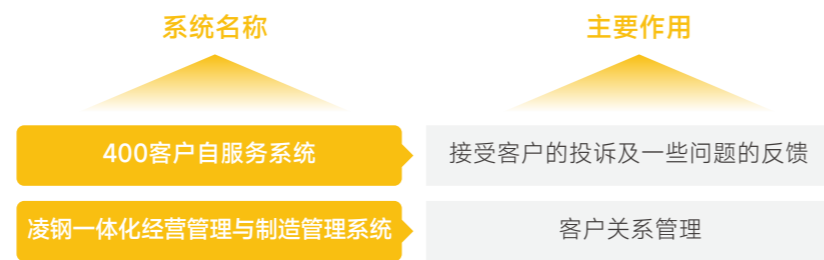 系统名称
主要作用
400客户自服务系统
接受客户的投诉及一些问题的反馈
凌钢一体化经营管理与制造管理系统
客户关系管理